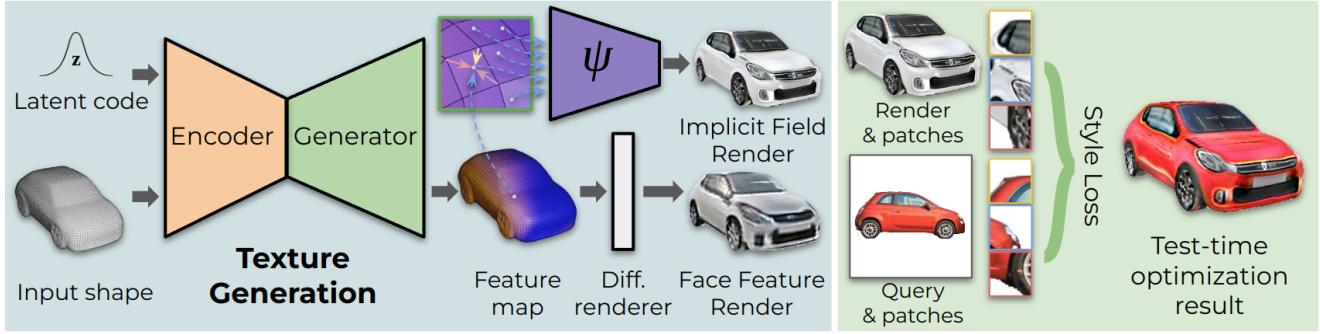 z
Latent code
Input shape
Encoder
Generator
Texture
Generation
ψ
Implicit Field
Render
Feature
map
Diff.
renderer
Face Feature
Render
Render
& patches
Query
& patches
Style Loss
Test-time
optimization
result